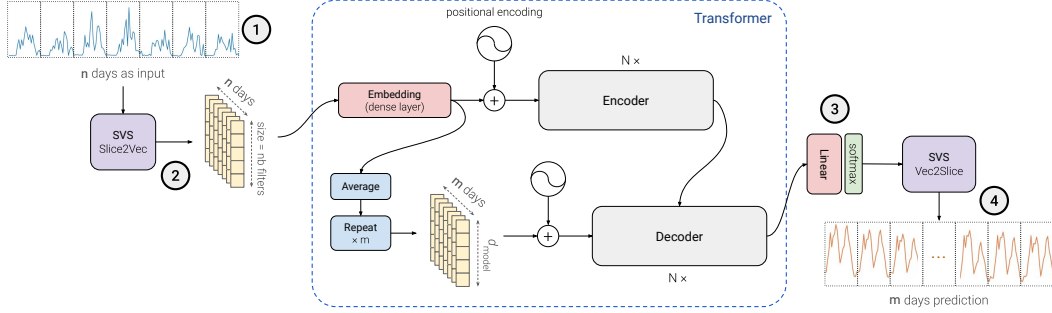 positional encoding
Transformer
1
n days as input
n days
SVS
Slice2Vec
2
size = nb filters
Embedding
(dense layer)
+
N ×
Encoder
Average
Repeat
× m
m days
d model
+
Decoder
N ×
3
Linear
softmax
SVS
Vec2Slice
4
...
m days prediction